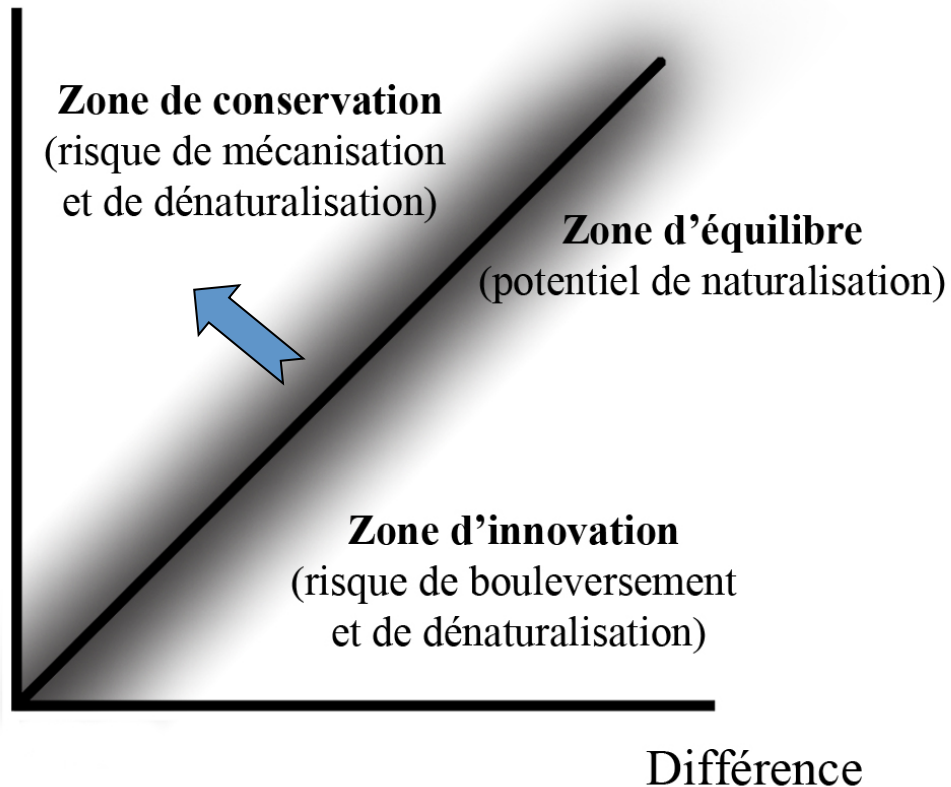 Zone de conservation
(risque de mécanisation
et de dénaturalisation)
Zone d’équilibre
(potentiel de naturalisation)
Zone d’innovation
(risque de bouleversement
et de dénaturalisation)
Différence